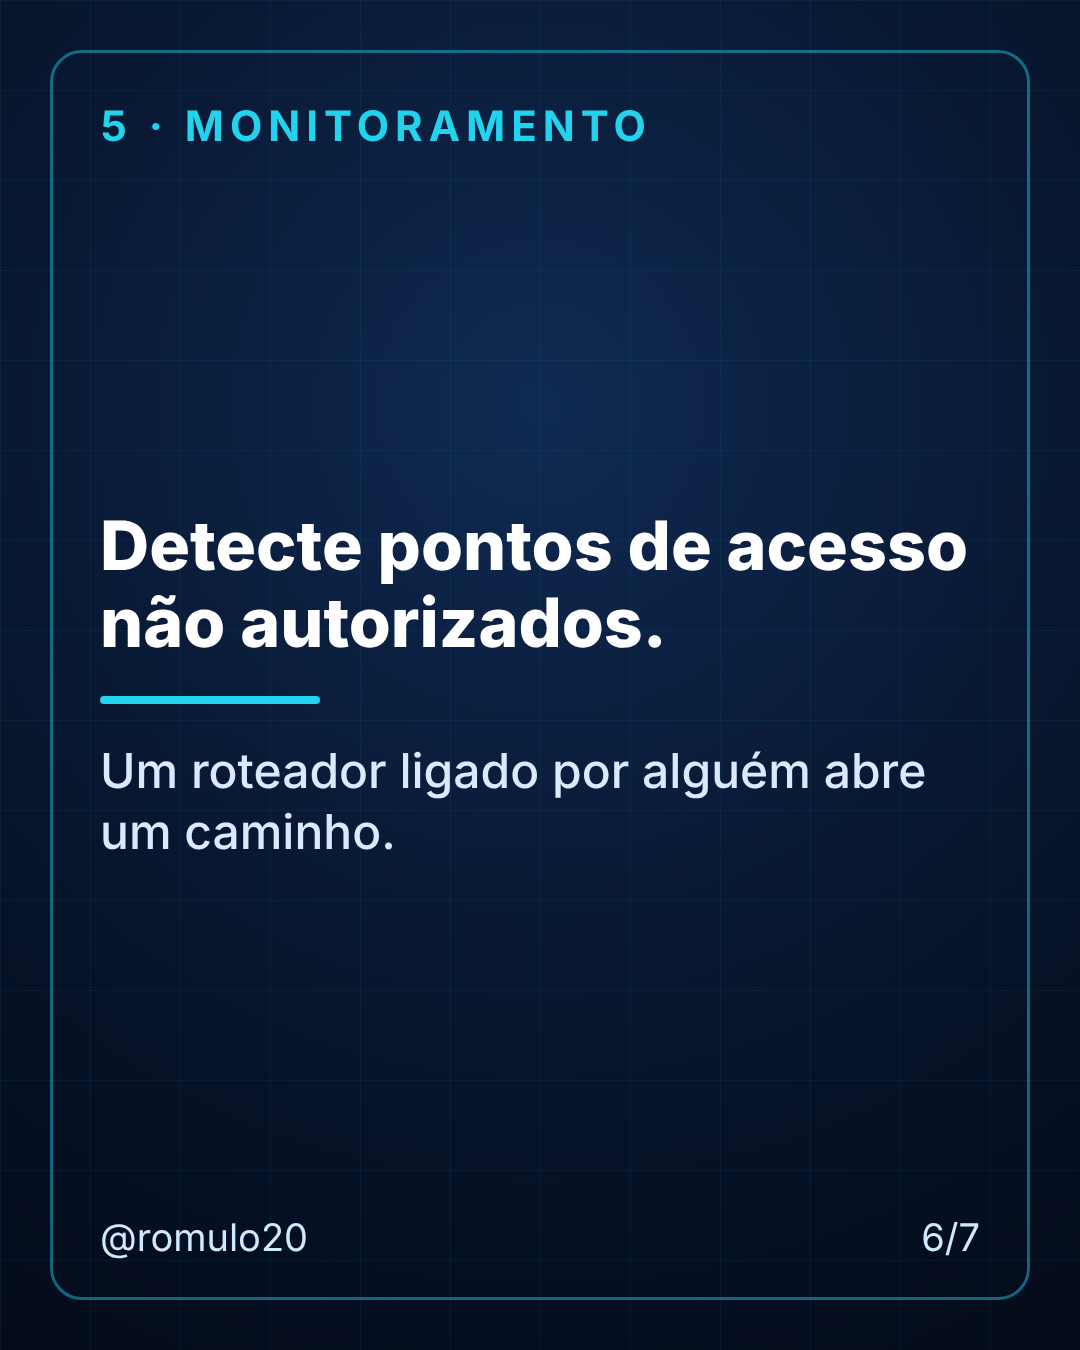 5 · MONITORAMENTO
Detecte pontos de acesso
não autorizados.
Um roteador ligado por alguém abre
um caminho.
@romulo20
6/7